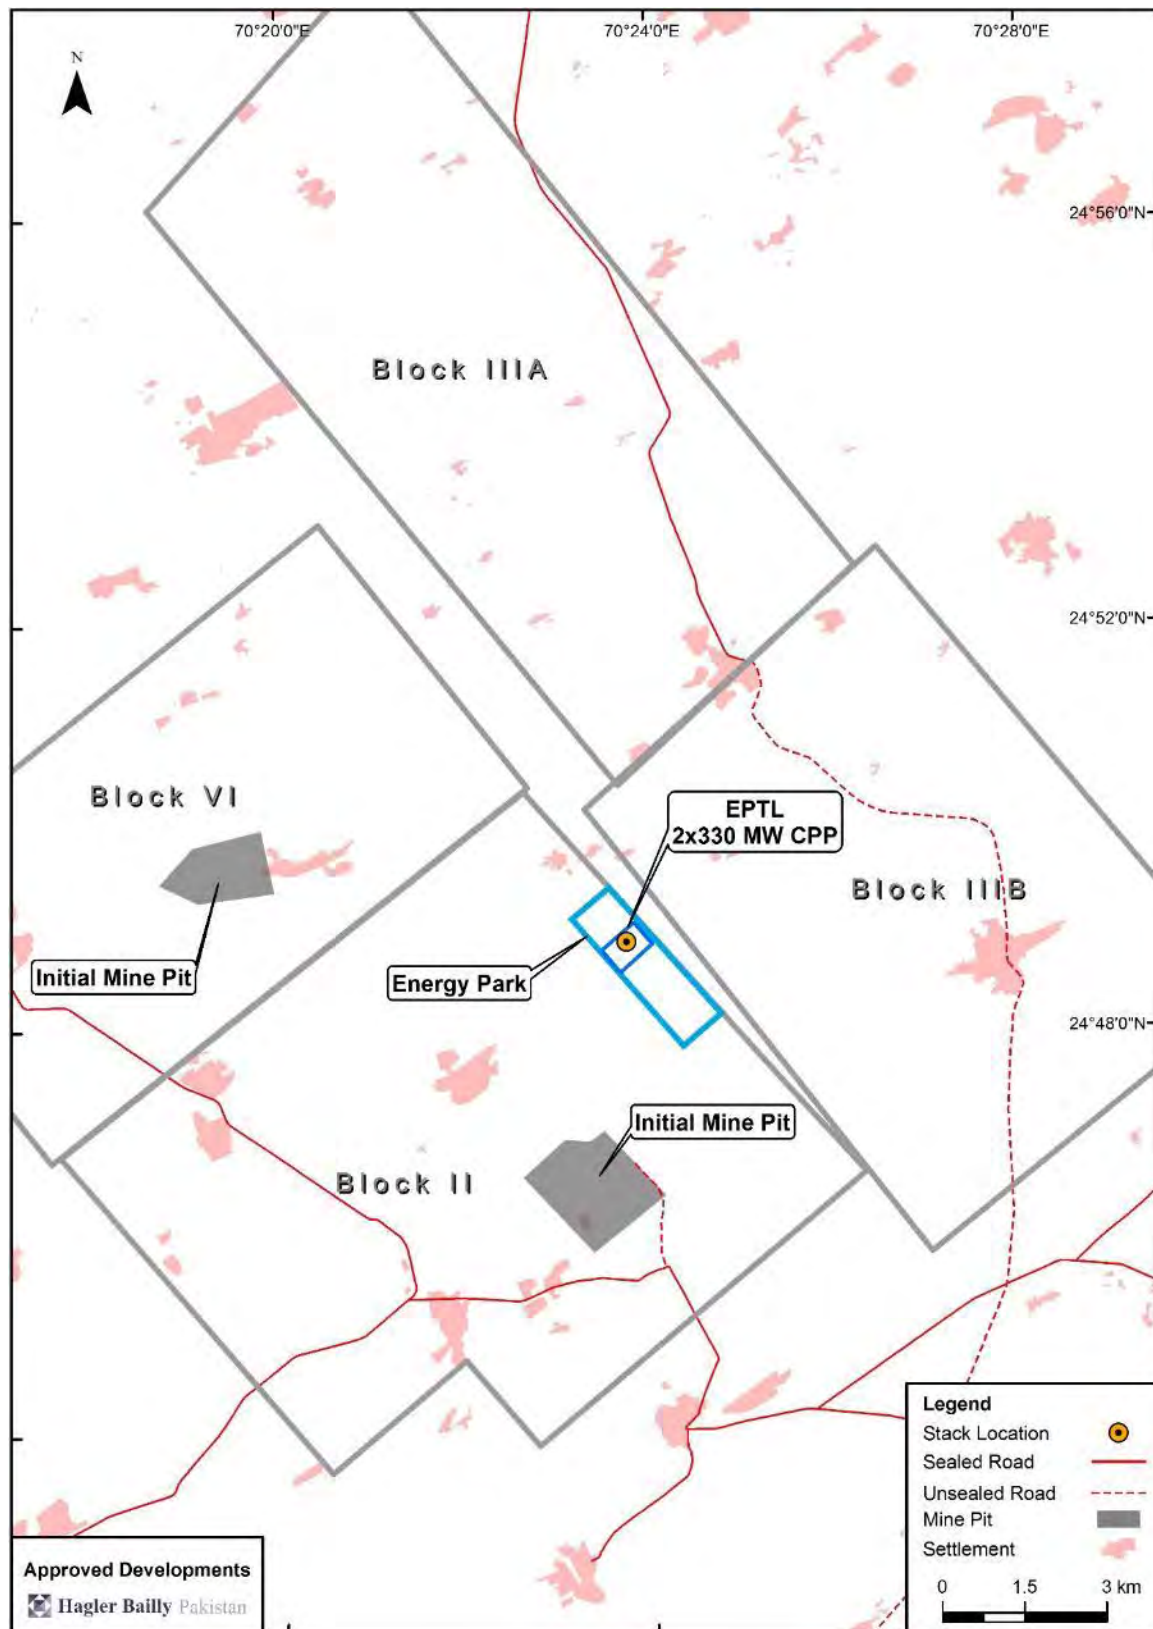 70°20'0"E
70°24'0"E
70°28'0"E
N
24°56'0"N
Block IIIA
24°52'0"N
Block VI
EPTL
2x330 MW CPP
Block IIIB
Initial Mine Pit
Energy Park
24°48'0"N
Initial Mine Pit
Block II
Legend
Stack Location
Sealed Road
Unsealed Road
Mine Pit
Settlement
0 1.5 3 km
Approved Developments
Hagler Bailly Pakistan